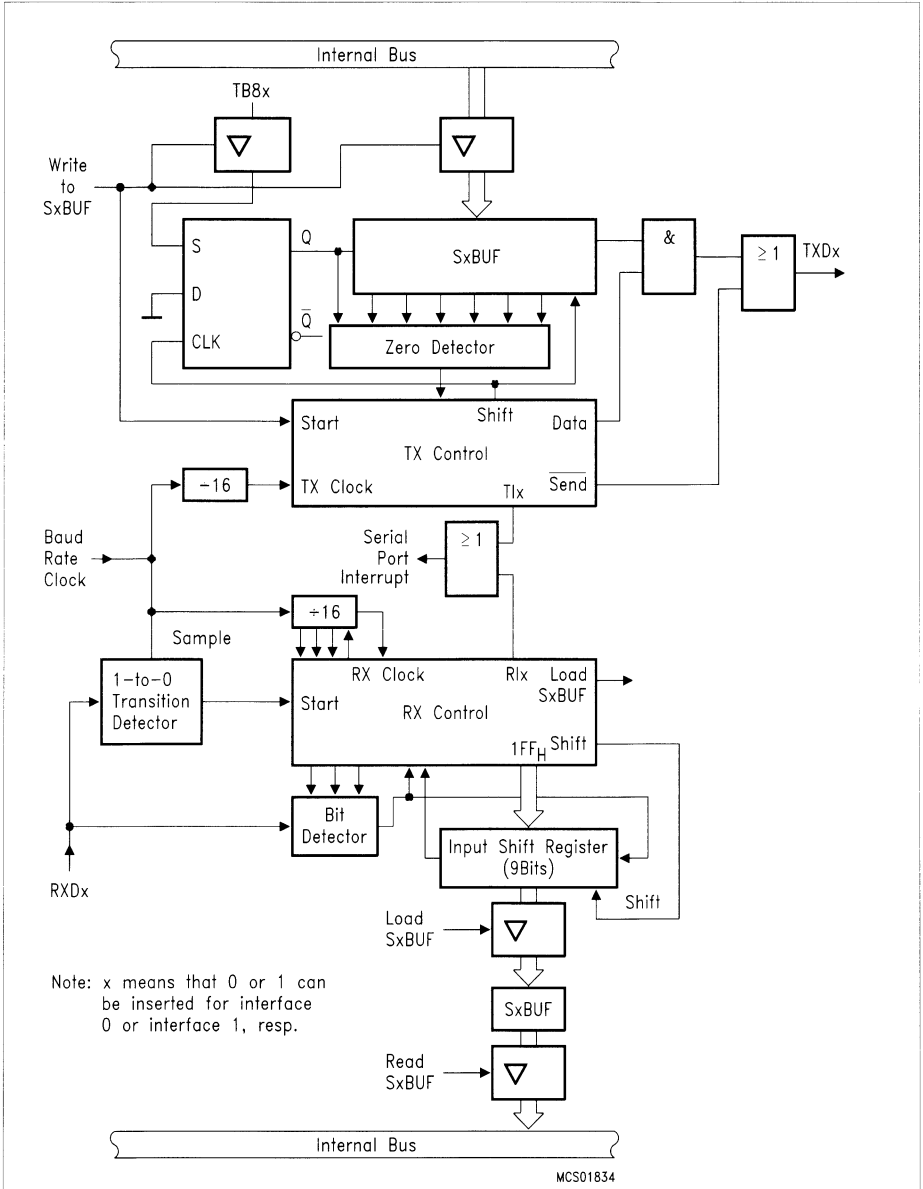 Internal Bus
TB8x
Write
to
SxBUF
S
Q
D
Q̅
CLK
SxBUF
&
≥ 1
TXDx
Zero Detector
Shift
Start
Data
TX Control
−16
TX Clock
TIx
S̅e̅n̅d̅
Baud
Rate
Clock
Serial
Port
Interrupt
≥ 1
÷16
Sample
1−to−0
Transition
Detector
RX Clock
RIx
Load
SxBUF
Start
RX Control
1FF_H
Shift
Bit
Detector
Input Shift Register
(9Bits)
RXDx
Shift
Load
SxBUF
Note: x means that 0 or 1 can
be inserted for interface
0 or interface 1, resp.
SxBUF
Read
SxBUF
Internal Bus
MCS01834